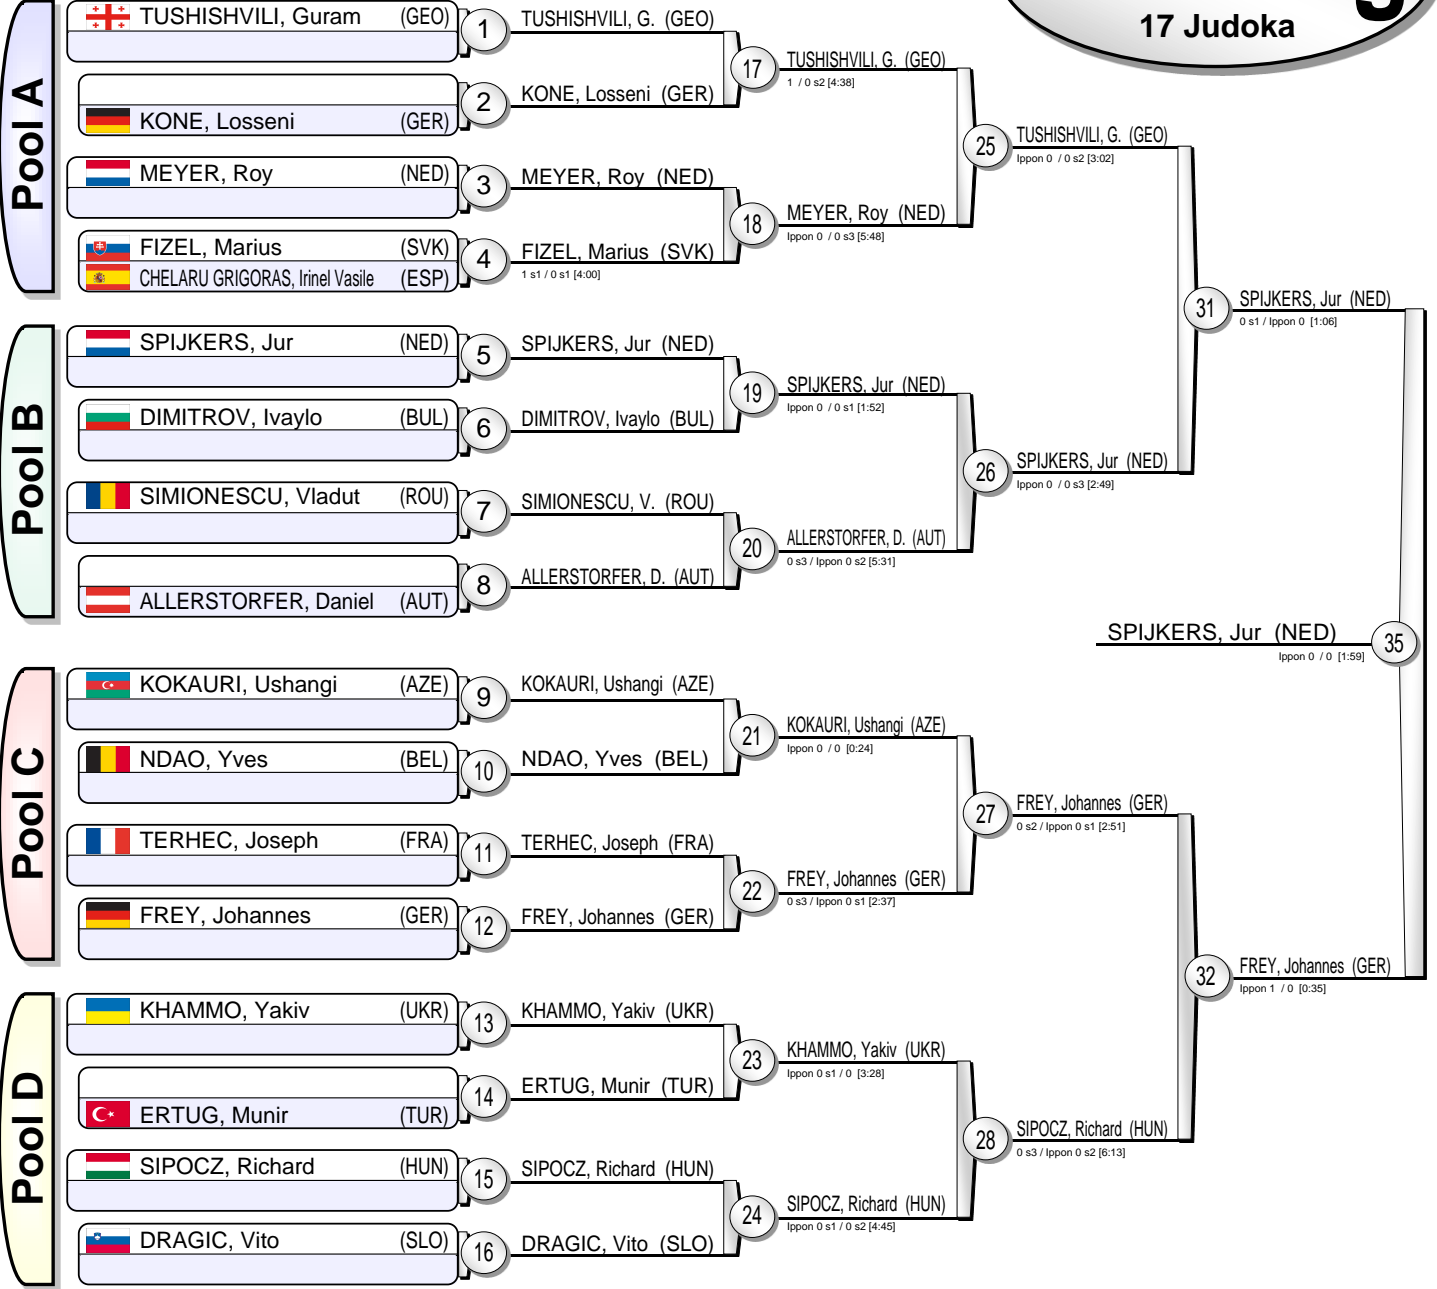 17 Judoka
Pool A
TUSHISHVILI, Guram (GEO)
1
KONE, Losseni (GER)
2
MEYER, Roy (NED)
3
FIZEL, Marius (SVK)
CHELARU GRIGORAS, Irinel Vasile (ESP)
4
TUSHISHVILI, G. (GEO)
KONE, Losseni (GER)
MEYER, Roy (NED)
FIZEL, Marius (SVK)
1 s1 / 0 s1 [4:00]
17
TUSHISHVILI, G. (GEO)
1 / 0 s2 [4:38]
18
MEYER, Roy (NED)
Ippon 0 / 0 s3 [5:48]
25
TUSHISHVILI, G. (GEO)
Ippon 0 / 0 s2 [3:02]
Pool B
SPIJKERS, Jur (NED)
5
DIMITROV, Ivaylo (BUL)
6
SIMIONESCU, Vladut (ROU)
7
ALLERSTORFER, Daniel (AUT)
8
SPIJKERS, Jur (NED)
DIMITROV, Ivaylo (BUL)
SIMIONESCU, V. (ROU)
ALLERSTORFER, D. (AUT)
19
SPIJKERS, Jur (NED)
Ippon 0 / 0 s1 [1:52]
20
ALLERSTORFER, D. (AUT)
0 s3 / Ippon 0 s2 [5:31]
26
SPIJKERS, Jur (NED)
Ippon 0 / 0 s3 [2:49]
31
SPIJKERS, Jur (NED)
0 s1 / Ippon 0 [1:06]
SPIJKERS, Jur (NED)
Ippon 0 / 0 [1:59]
35
Pool C
KOKAURI, Ushangi (AZE)
9
NDAO, Yves (BEL)
10
TERHEC, Joseph (FRA)
11
FREY, Johannes (GER)
12
KOKAURI, Ushangi (AZE)
NDAO, Yves (BEL)
TERHEC, Joseph (FRA)
FREY, Johannes (GER)
21
KOKAURI, Ushangi (AZE)
Ippon 0 / 0 [0:24]
22
FREY, Johannes (GER)
0 s3 / Ippon 0 s1 [2:37]
27
FREY, Johannes (GER)
0 s2 / Ippon 0 s1 [2:51]
Pool D
KHAMMO, Yakiv (UKR)
13
ERTUG, Munir (TUR)
14
SIPOCZ, Richard (HUN)
15
DRAGIC, Vito (SLO)
16
KHAMMO, Yakiv (UKR)
ERTUG, Munir (TUR)
SIPOCZ, Richard (HUN)
DRAGIC, Vito (SLO)
23
KHAMMO, Yakiv (UKR)
Ippon 0 s1 / 0 [3:28]
24
SIPOCZ, Richard (HUN)
Ippon 0 s1 / 0 s2 [4:45]
28
SIPOCZ, Richard (HUN)
0 s3 / Ippon 0 s2 [6:13]
32
FREY, Johannes (GER)
Ippon 1 / 0 [0:35]